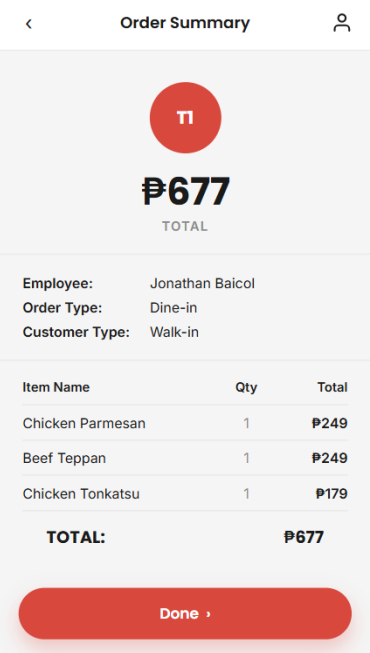 ‹ Order Summary
T1
₱677
TOTAL
Employee: Jonathan Baicol
Order Type: Dine-in
Customer Type: Walk-in
Item Name Qty Total
Chicken Parmesan 1 ₱249
Beef Teppan 1 ₱249
Chicken Tonkatsu 1 ₱179
TOTAL: ₱677
Done ›